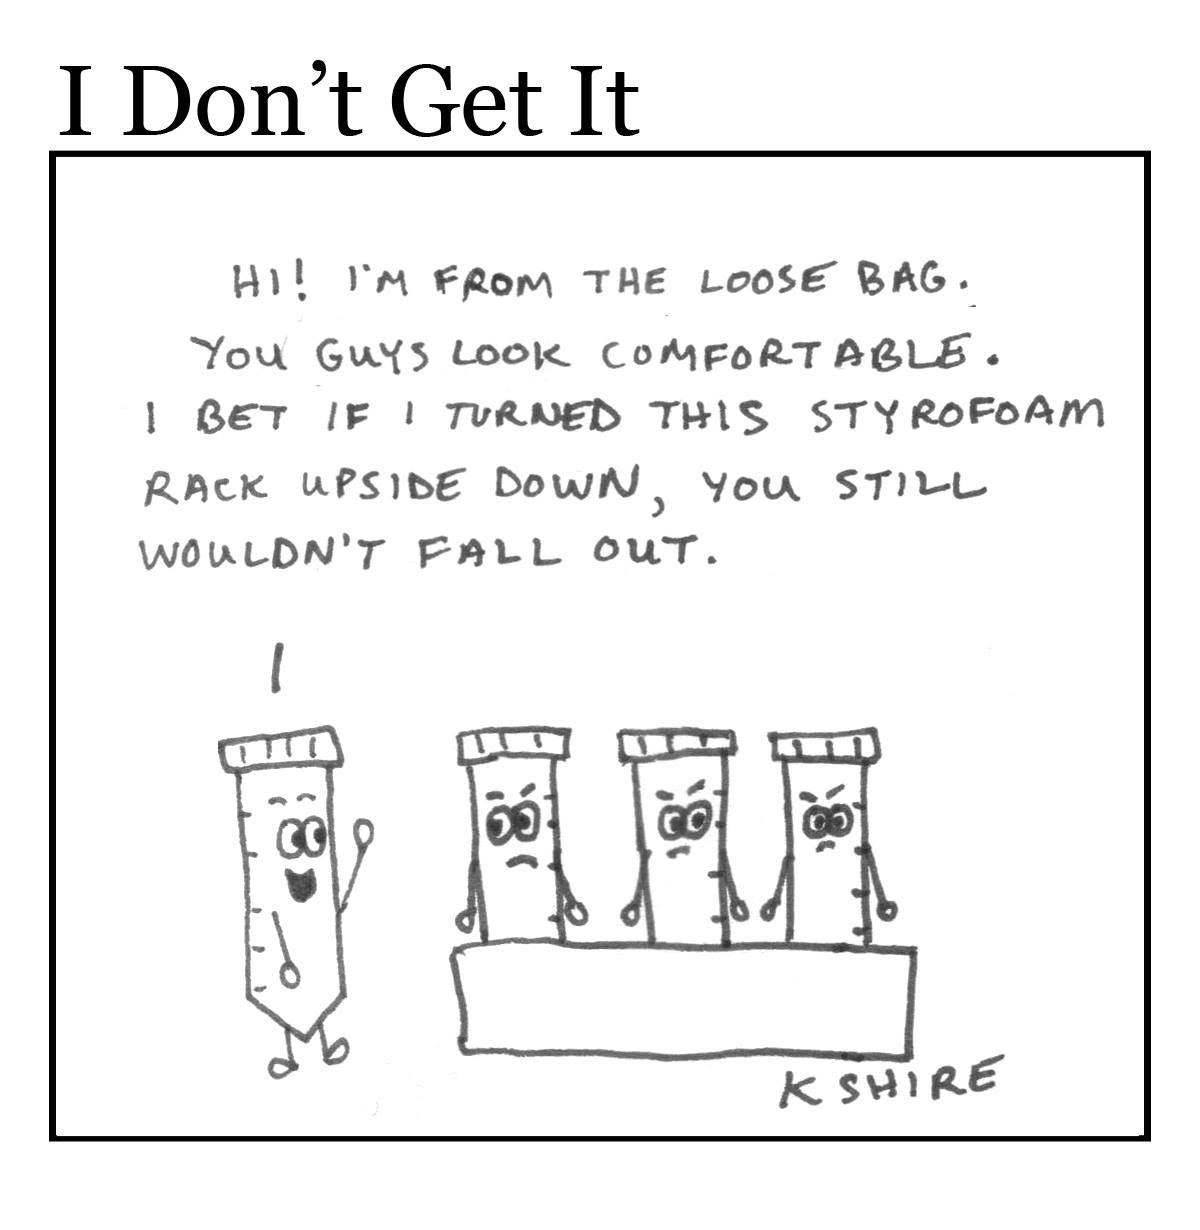 I Don’t Get It
HI! I'M FROM THE LOOSE BAG.
YOU GUYS LOOK COMFORTABLE.
I BET IF I TURNED THIS STYROFOAM
RACK UPSIDE DOWN, YOU STILL
WOULDN'T FALL OUT.
K SHIRE